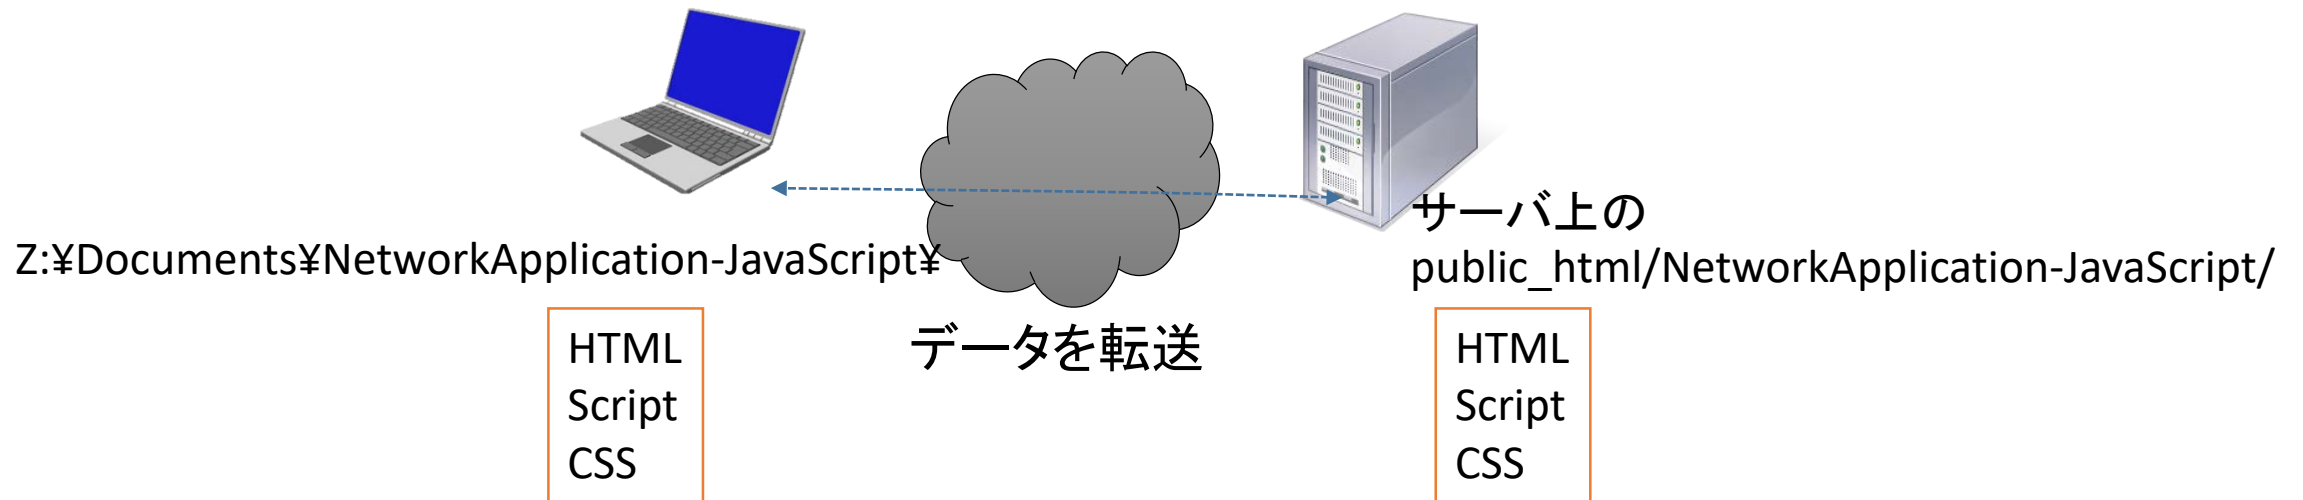 Z:¥Documents¥NetworkApplication-JavaScript¥
HTML
Script
CSS
データを転送
サーバ上の
public_html/NetworkApplication-JavaScript/
HTML
Script
CSS